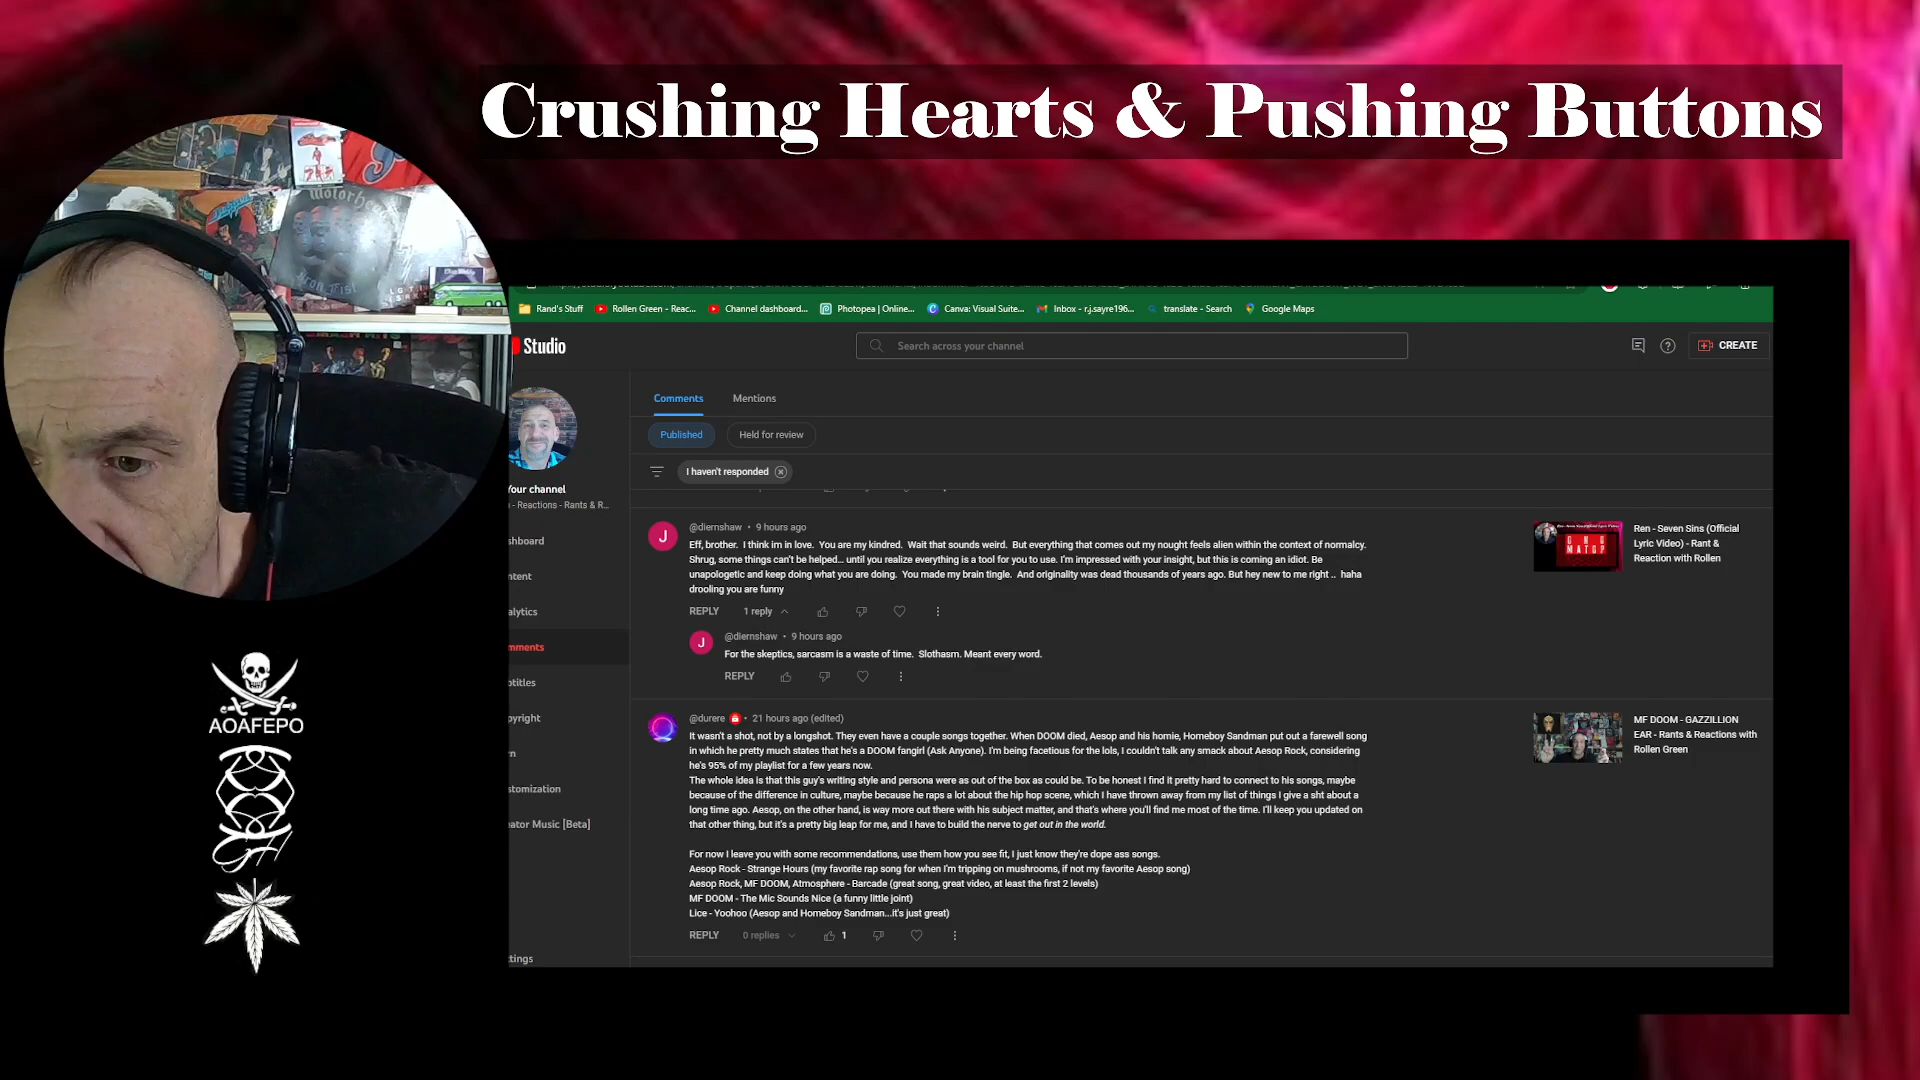 Crushing Hearts & Pushing Buttons
Motörhead
Iron Fist
AOAFEPO
Rand's Stuff
Rollen Green - Reac...
Channel dashboard...
Photopea | Online...
Canva: Visual Suite...
Inbox - r.j.sayre196...
translate - Search
Google Maps
Studio
Search across your channel
CREATE
Your channel
- Reactions - Rants & R...
shboard
ntent
alytics
mments
btitles
pyright
rn
stomization
eator Music [Beta]
ttings
Comments
Mentions
Published
Held for review
I haven't responded
J
@diernshaw • 9 hours ago
Eff, brother. I think im in love. You are my kindred. Wait that sounds weird. But everything that comes out my nought feels alien within the context of normalcy.
Shrug, some things can't be helped... until you realize everything is a tool for you to use. I'm impressed with your insight, but this is coming an idiot. Be
unapologetic and keep doing what you are doing. You made my brain tingle. And originality was dead thousands of years ago. But hey new to me right .. haha
drooling you are funny
REPLY
1 reply
Ren - Seven Sins (Official
Lyric Video) - Rant &
Reaction with Rollen
J
@diernshaw • 9 hours ago
For the skeptics, sarcasm is a waste of time. Slothasm. Meant every word.
REPLY
@durere • 21 hours ago (edited)
It wasn't a shot, not by a longshot. They even have a couple songs together. When DOOM died, Aesop and his homie, Homeboy Sandman put out a farewell song
in which he pretty much states that he's a DOOM fangirl (Ask Anyone). I'm being facetious for the lols, I couldn't talk any smack about Aesop Rock, considering
he's 95% of my playlist for a few years now.
The whole idea is that this guy's writing style and persona were as out of the box as could be. To be honest I find it pretty hard to connect to his songs, maybe
because of the difference in culture, maybe because he raps a lot about the hip hop scene, which I have thrown away from my list of things I give a sht about a
long time ago. Aesop, on the other hand, is way more out there with his subject matter, and that's where you'll find me most of the time. I'll keep you updated on
that other thing, but it's a pretty big leap for me, and I have to build the nerve to get out in the world.
For now I leave you with some recommendations, use them how you see fit, I just know they're dope ass songs.
Aesop Rock - Strange Hours (my favorite rap song for when I'm tripping on mushrooms, if not my favorite Aesop song)
Aesop Rock, MF DOOM, Atmosphere - Barcade (great song, great video, at least the first 2 levels)
MF DOOM - The Mic Sounds Nice (a funny little joint)
Lice - Yoohoo (Aesop and Homeboy Sandman...it's just great)
REPLY
0 replies
1
MF DOOM - GAZZILLION
EAR - Rants & Reactions with
Rollen Green